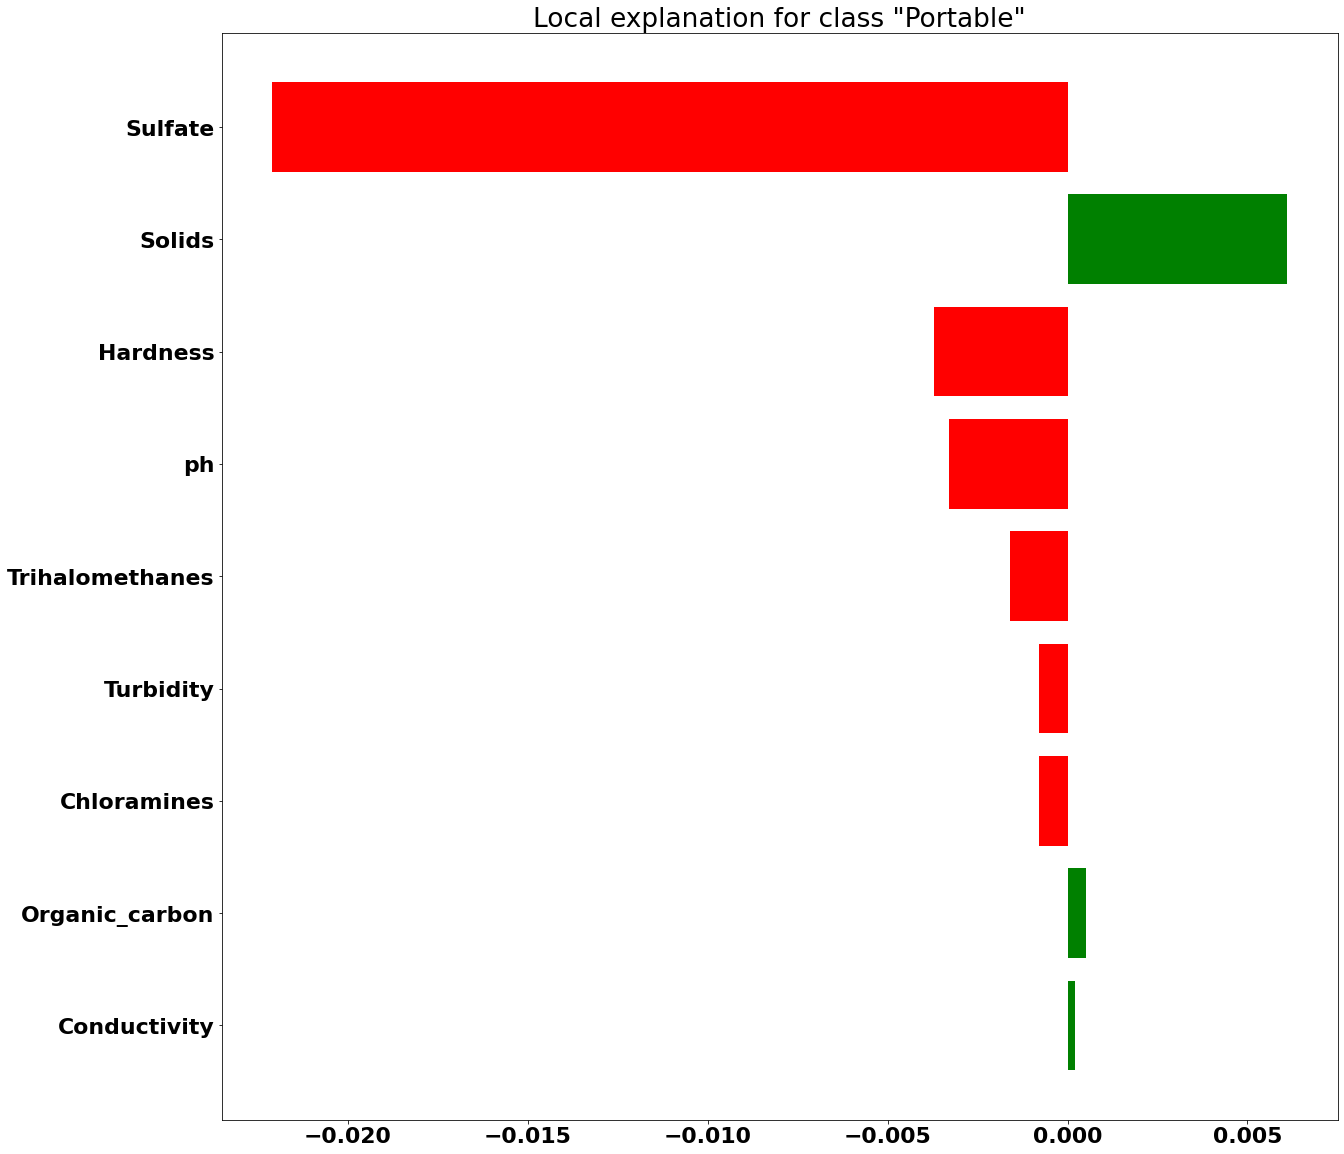 Local explanation for class "Portable"
Sulfate
Solids
Hardness
ph
Trihalomethanes
Turbidity
Chloramines
Organic_carbon
Conductivity
−0.020 −0.015 −0.010 −0.005 0.000 0.005